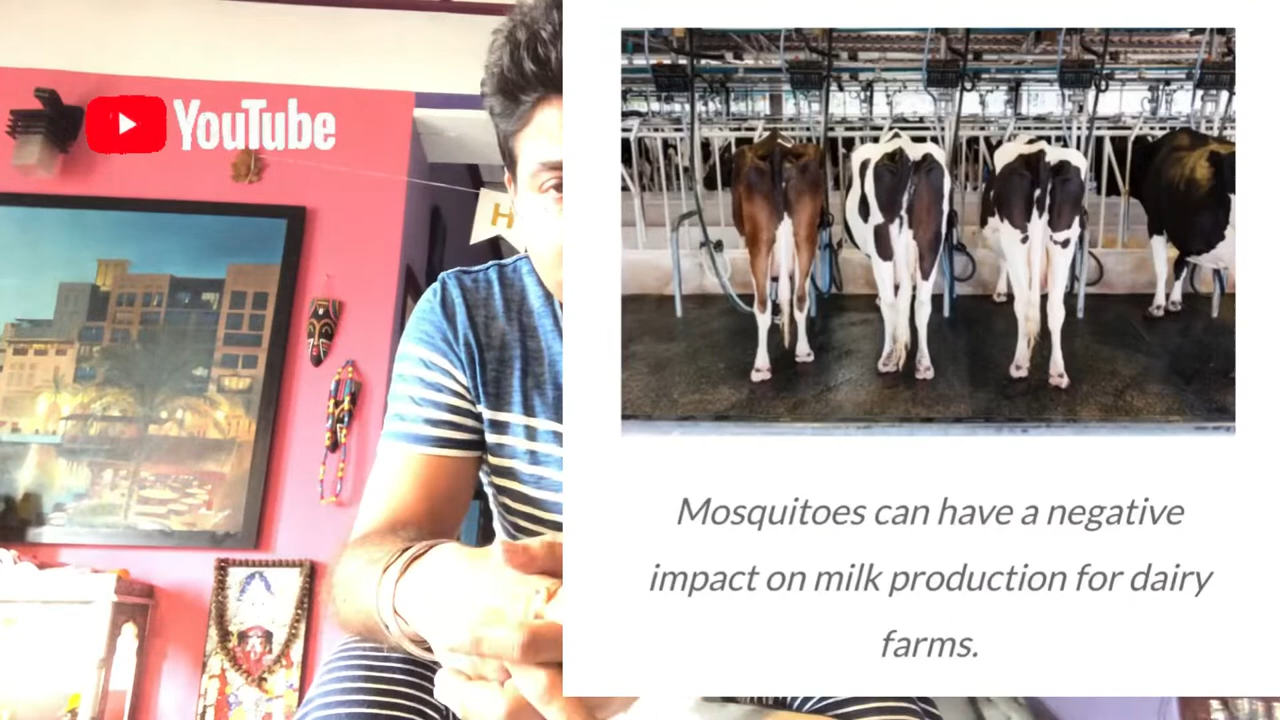 YouTube
H
Mosquitoes can have a negative
impact on milk production for dairy
farms.